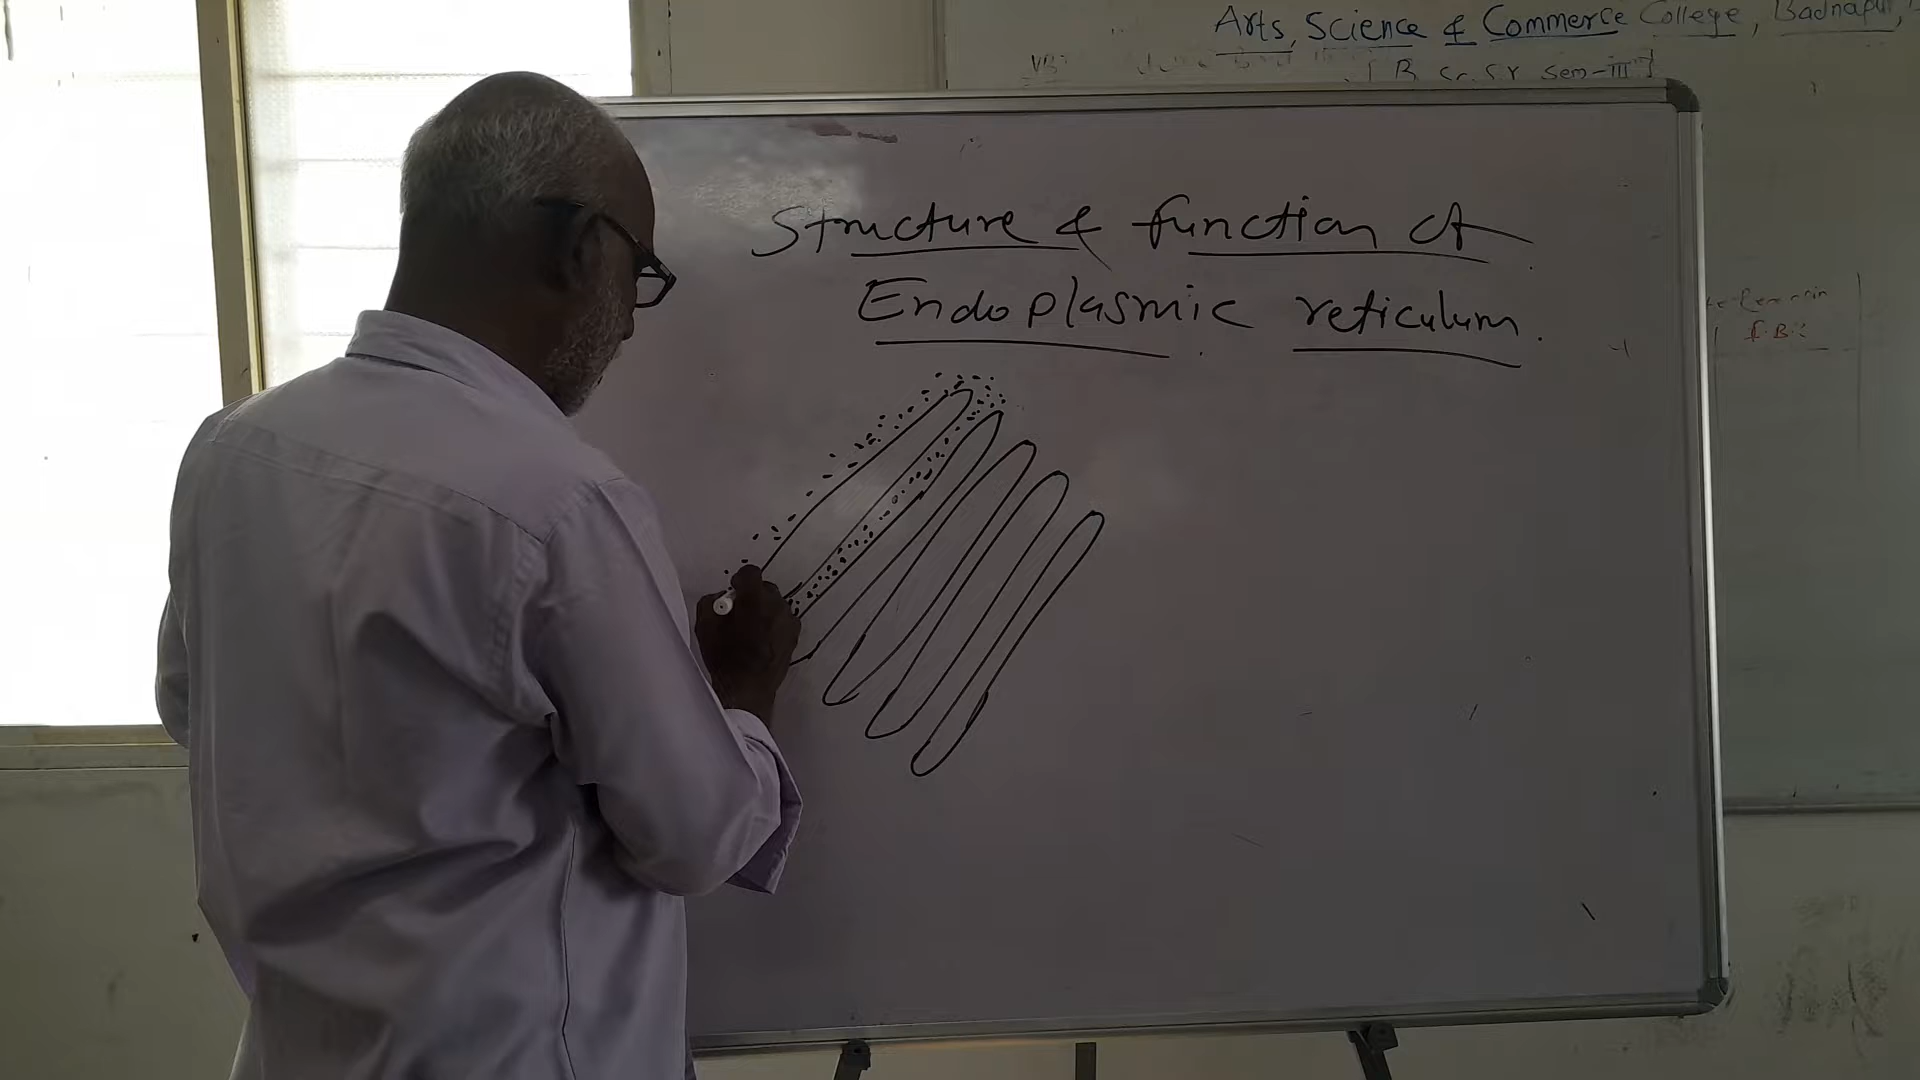 Arts, Science & Commerce College, Badnapur,
[B.Sc. S.Y. Sem-III]
Structure & function of
Endoplasmic reticulum.